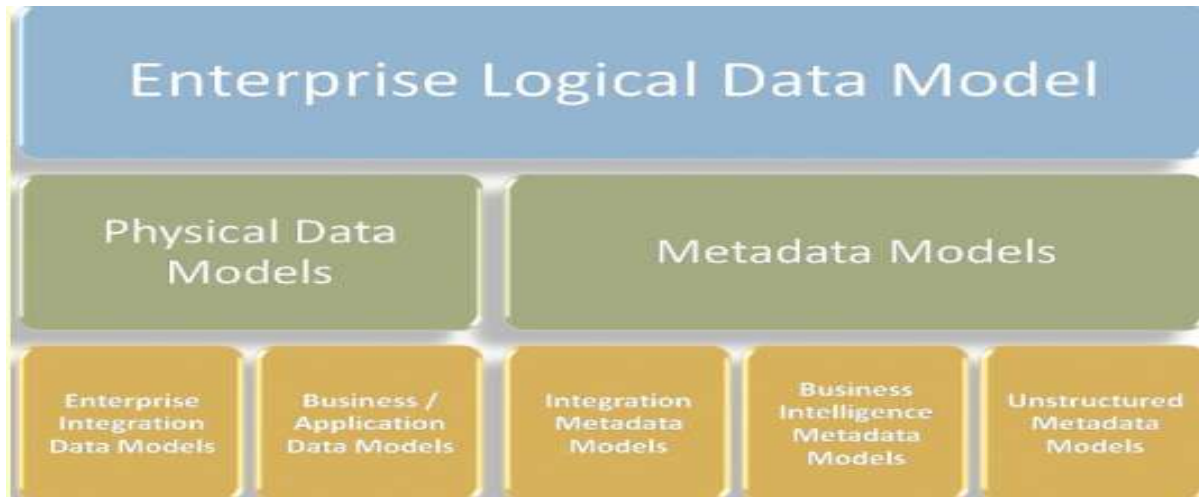 Enterprise Logical Data Model
Physical Data
Models
Metadata Models
Enterprise
Integration
Data Models
Business /
Application
Data Models
Integration
Metadata
Models
Business
Intelligence
Metadata
Models
Unstructured
Metadata
Models